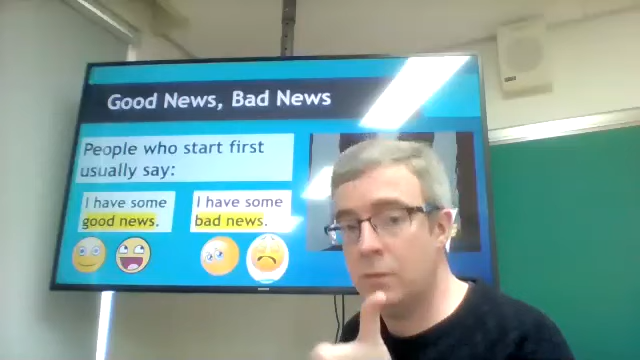 Good News, Bad News
People who start first
usually say:
I have some
good news.
I have some
bad news.